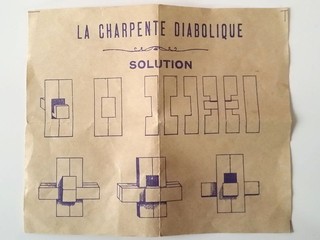 LA CHARPENTE DIABOLIQUE
SOLUTION